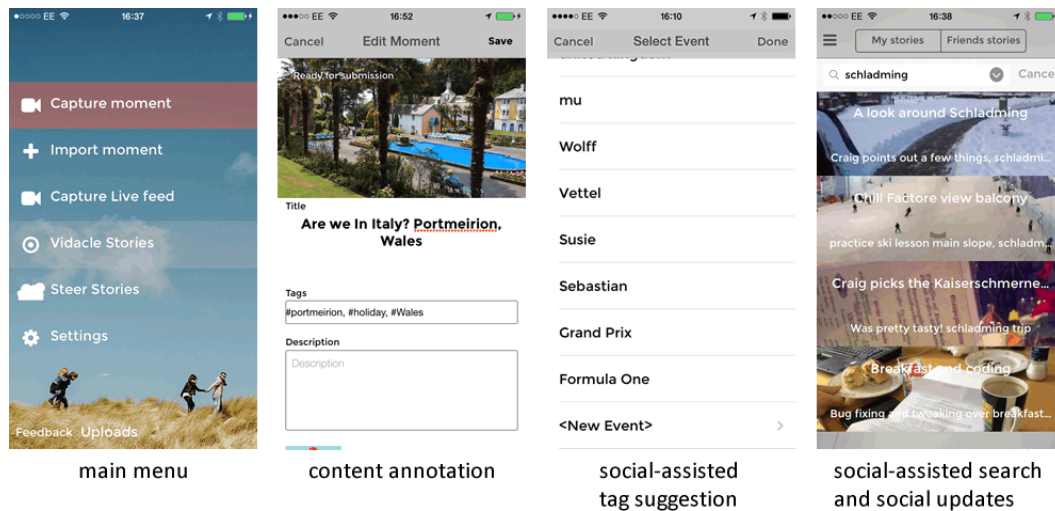 ●○○○○ EE 16:37
Capture moment
Import moment
Capture Live feed
Vidacle Stories
Steer Stories
Settings
Feedback Uploads
main menu
●●●○○ EE 16:52
Cancel Edit Moment Save
Ready for submission
Title
Are we In Italy? Portmeirion,
Wales
Tags
#portmeirion, #holiday, #Wales
Description
Description
content annotation
●●●●○ EE 16:10
Cancel Select Event Done
united kingdom
mu
Wolff
Vettel
Susie
Sebastian
Grand Prix
Formula One
<New Event> >
social-assisted
tag suggestion
●●○○○ EE 16:38
My stories Friends stories
schladming Cance
A look around Schladming
Craig points out a few things, schladmi...
Chill Factore view balcony
practice ski lesson main slope, schladm...
Craig picks the Kaiserschmerne...
Was pretty tasty! schladming trip
Breakfast and coding
Bug fixing and tweaking over breakfast...
social-assisted search
and social updates